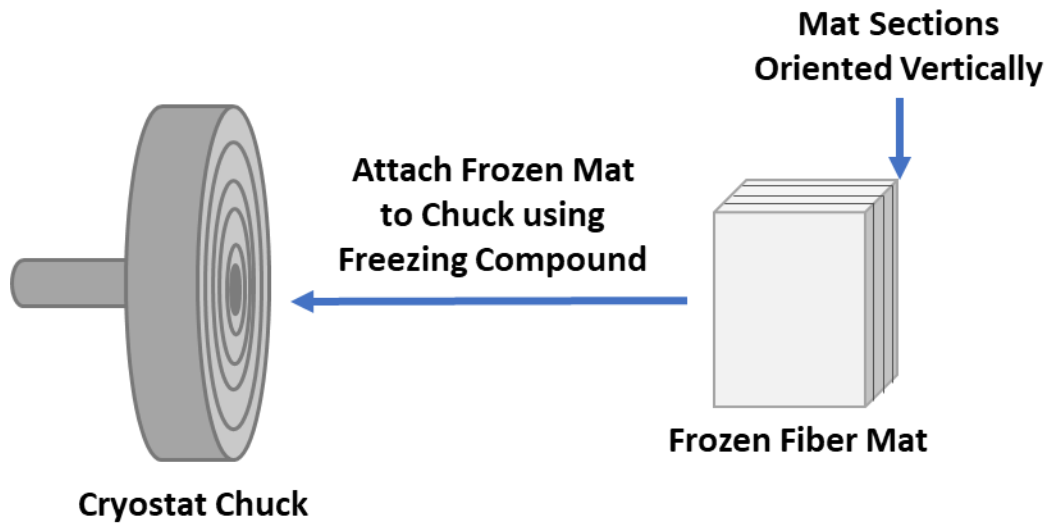 Mat Sections
Oriented Vertically
Attach Frozen Mat
to Chuck using
Freezing Compound
Frozen Fiber Mat
Cryostat Chuck